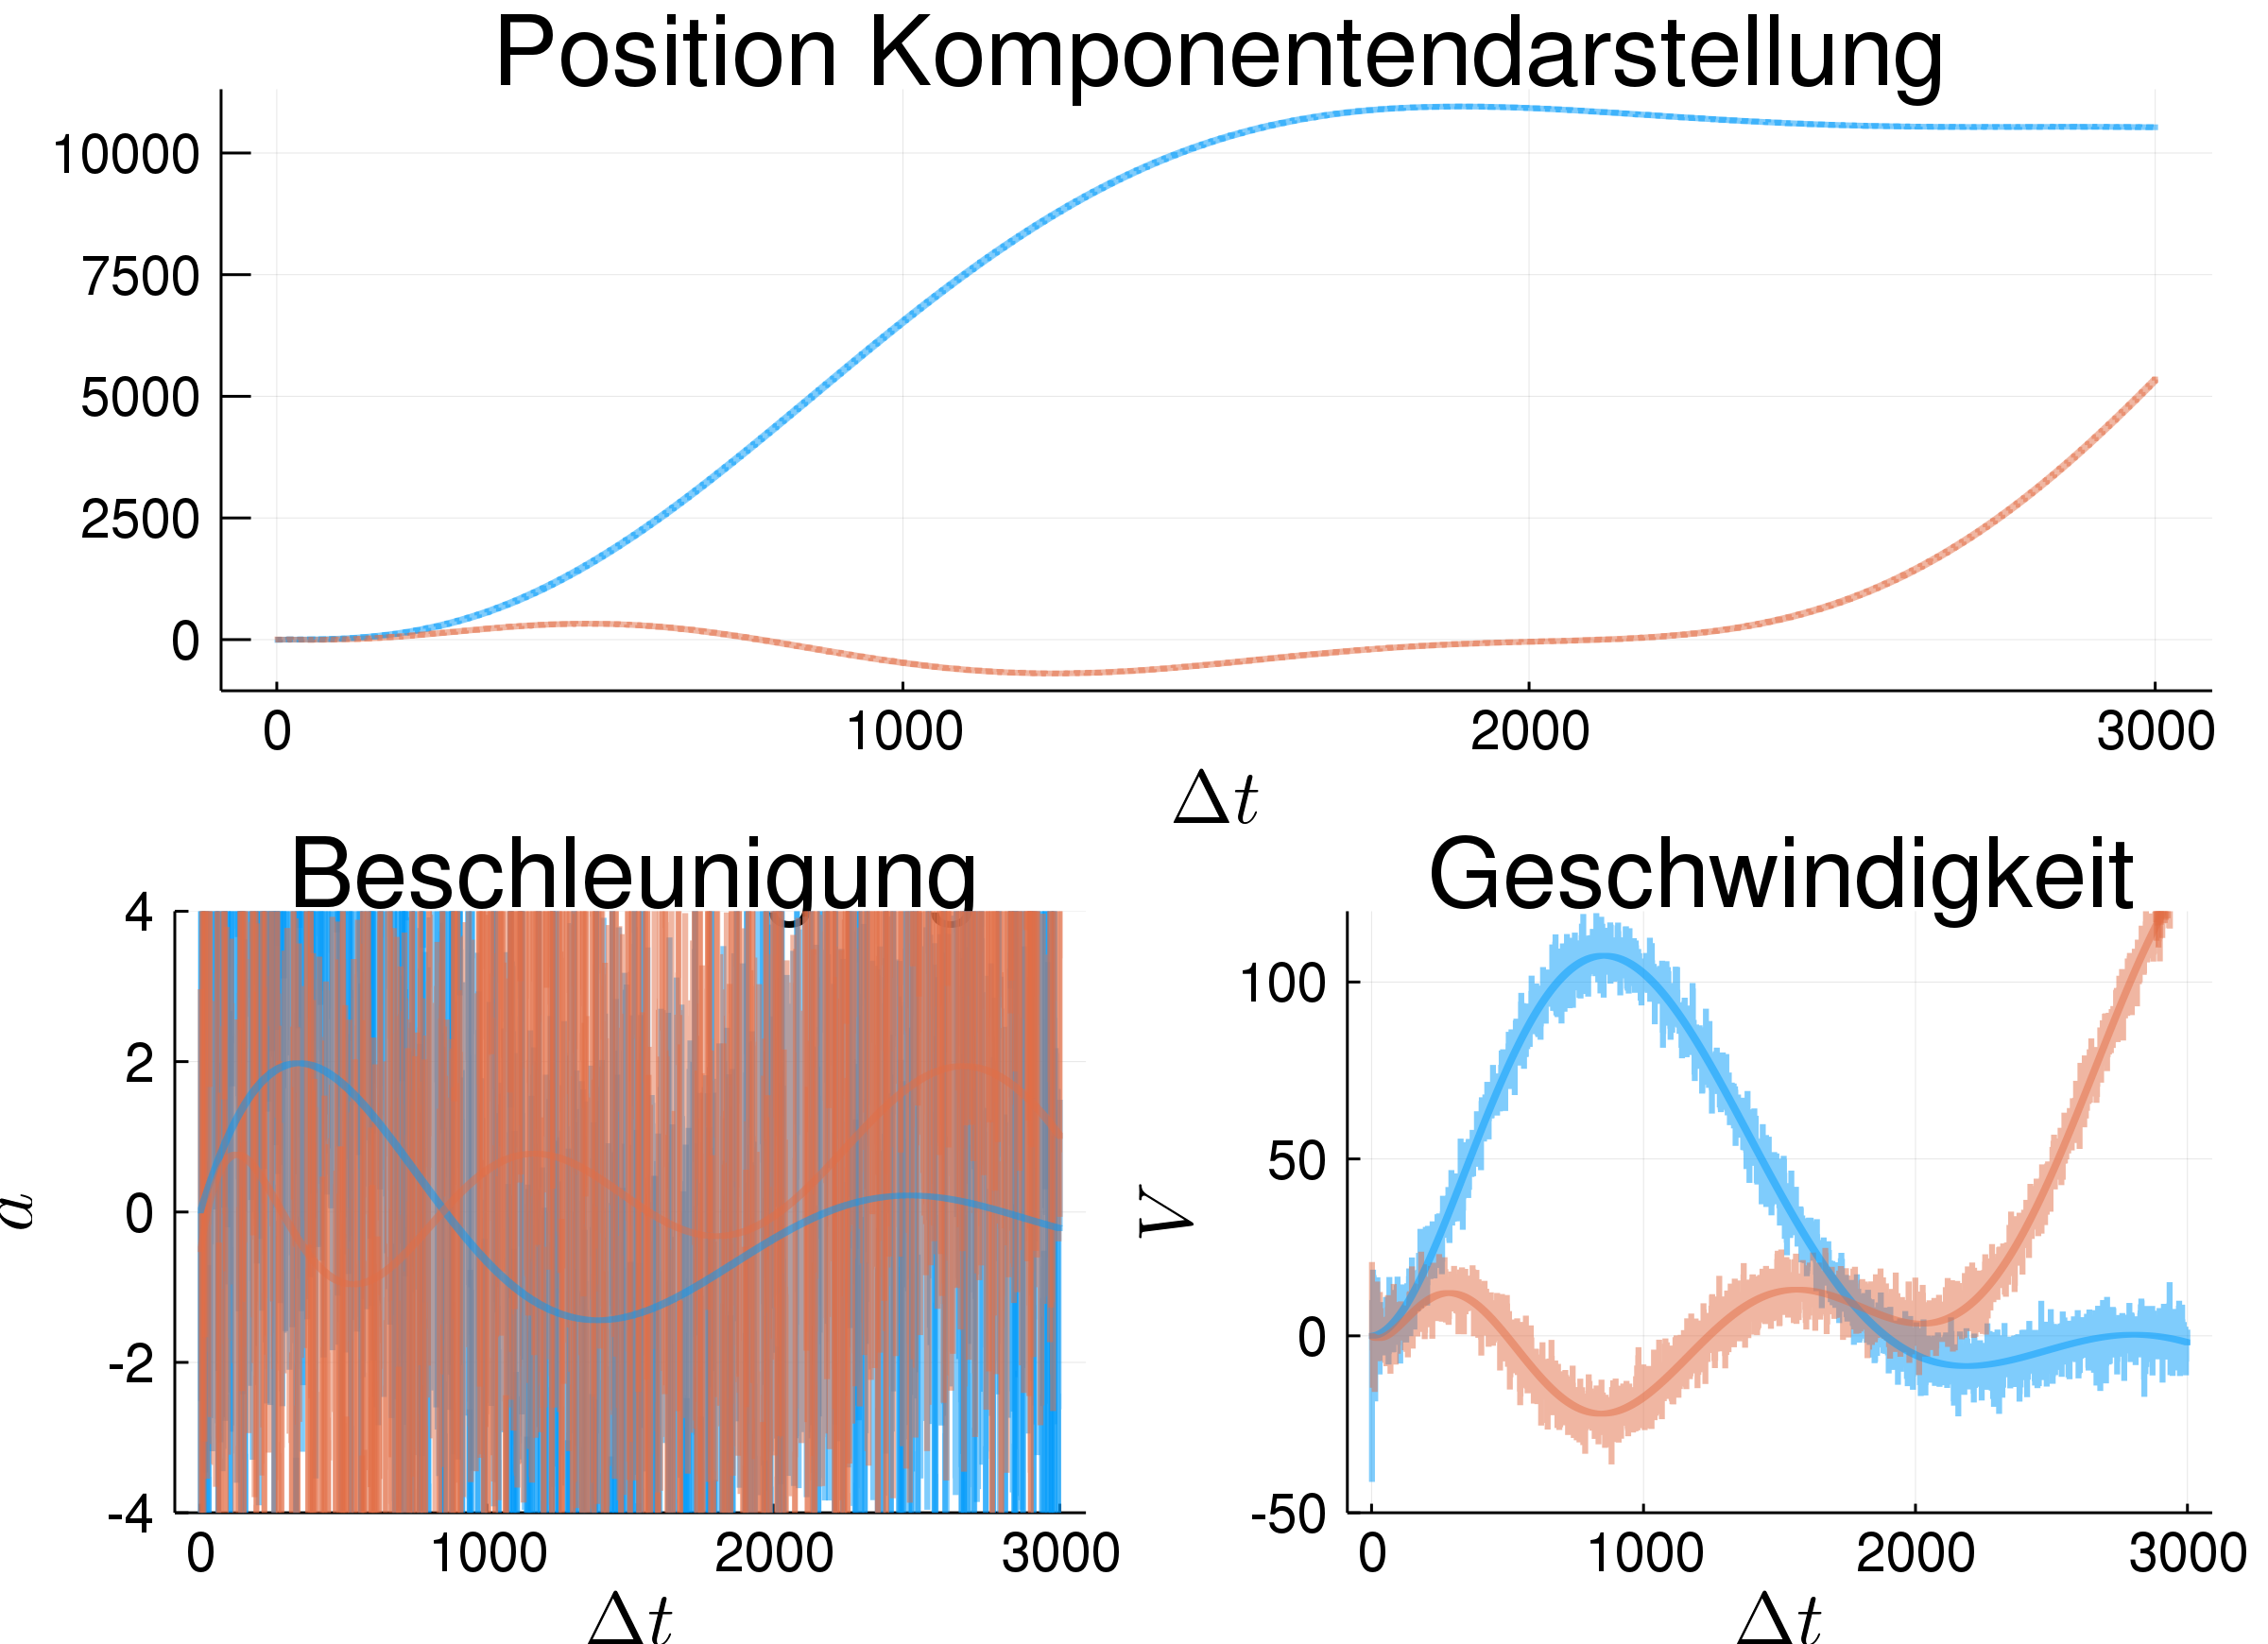 Position Komponentendarstellung
10000
7500
5000
2500
0
0 1000 2000 3000
Δt
Beschleunigung
4
2
0
-2
-4
a
0 1000 2000 3000
Δt
Geschwindigkeit
100
50
0
-50
V
0 1000 2000 3000
Δt